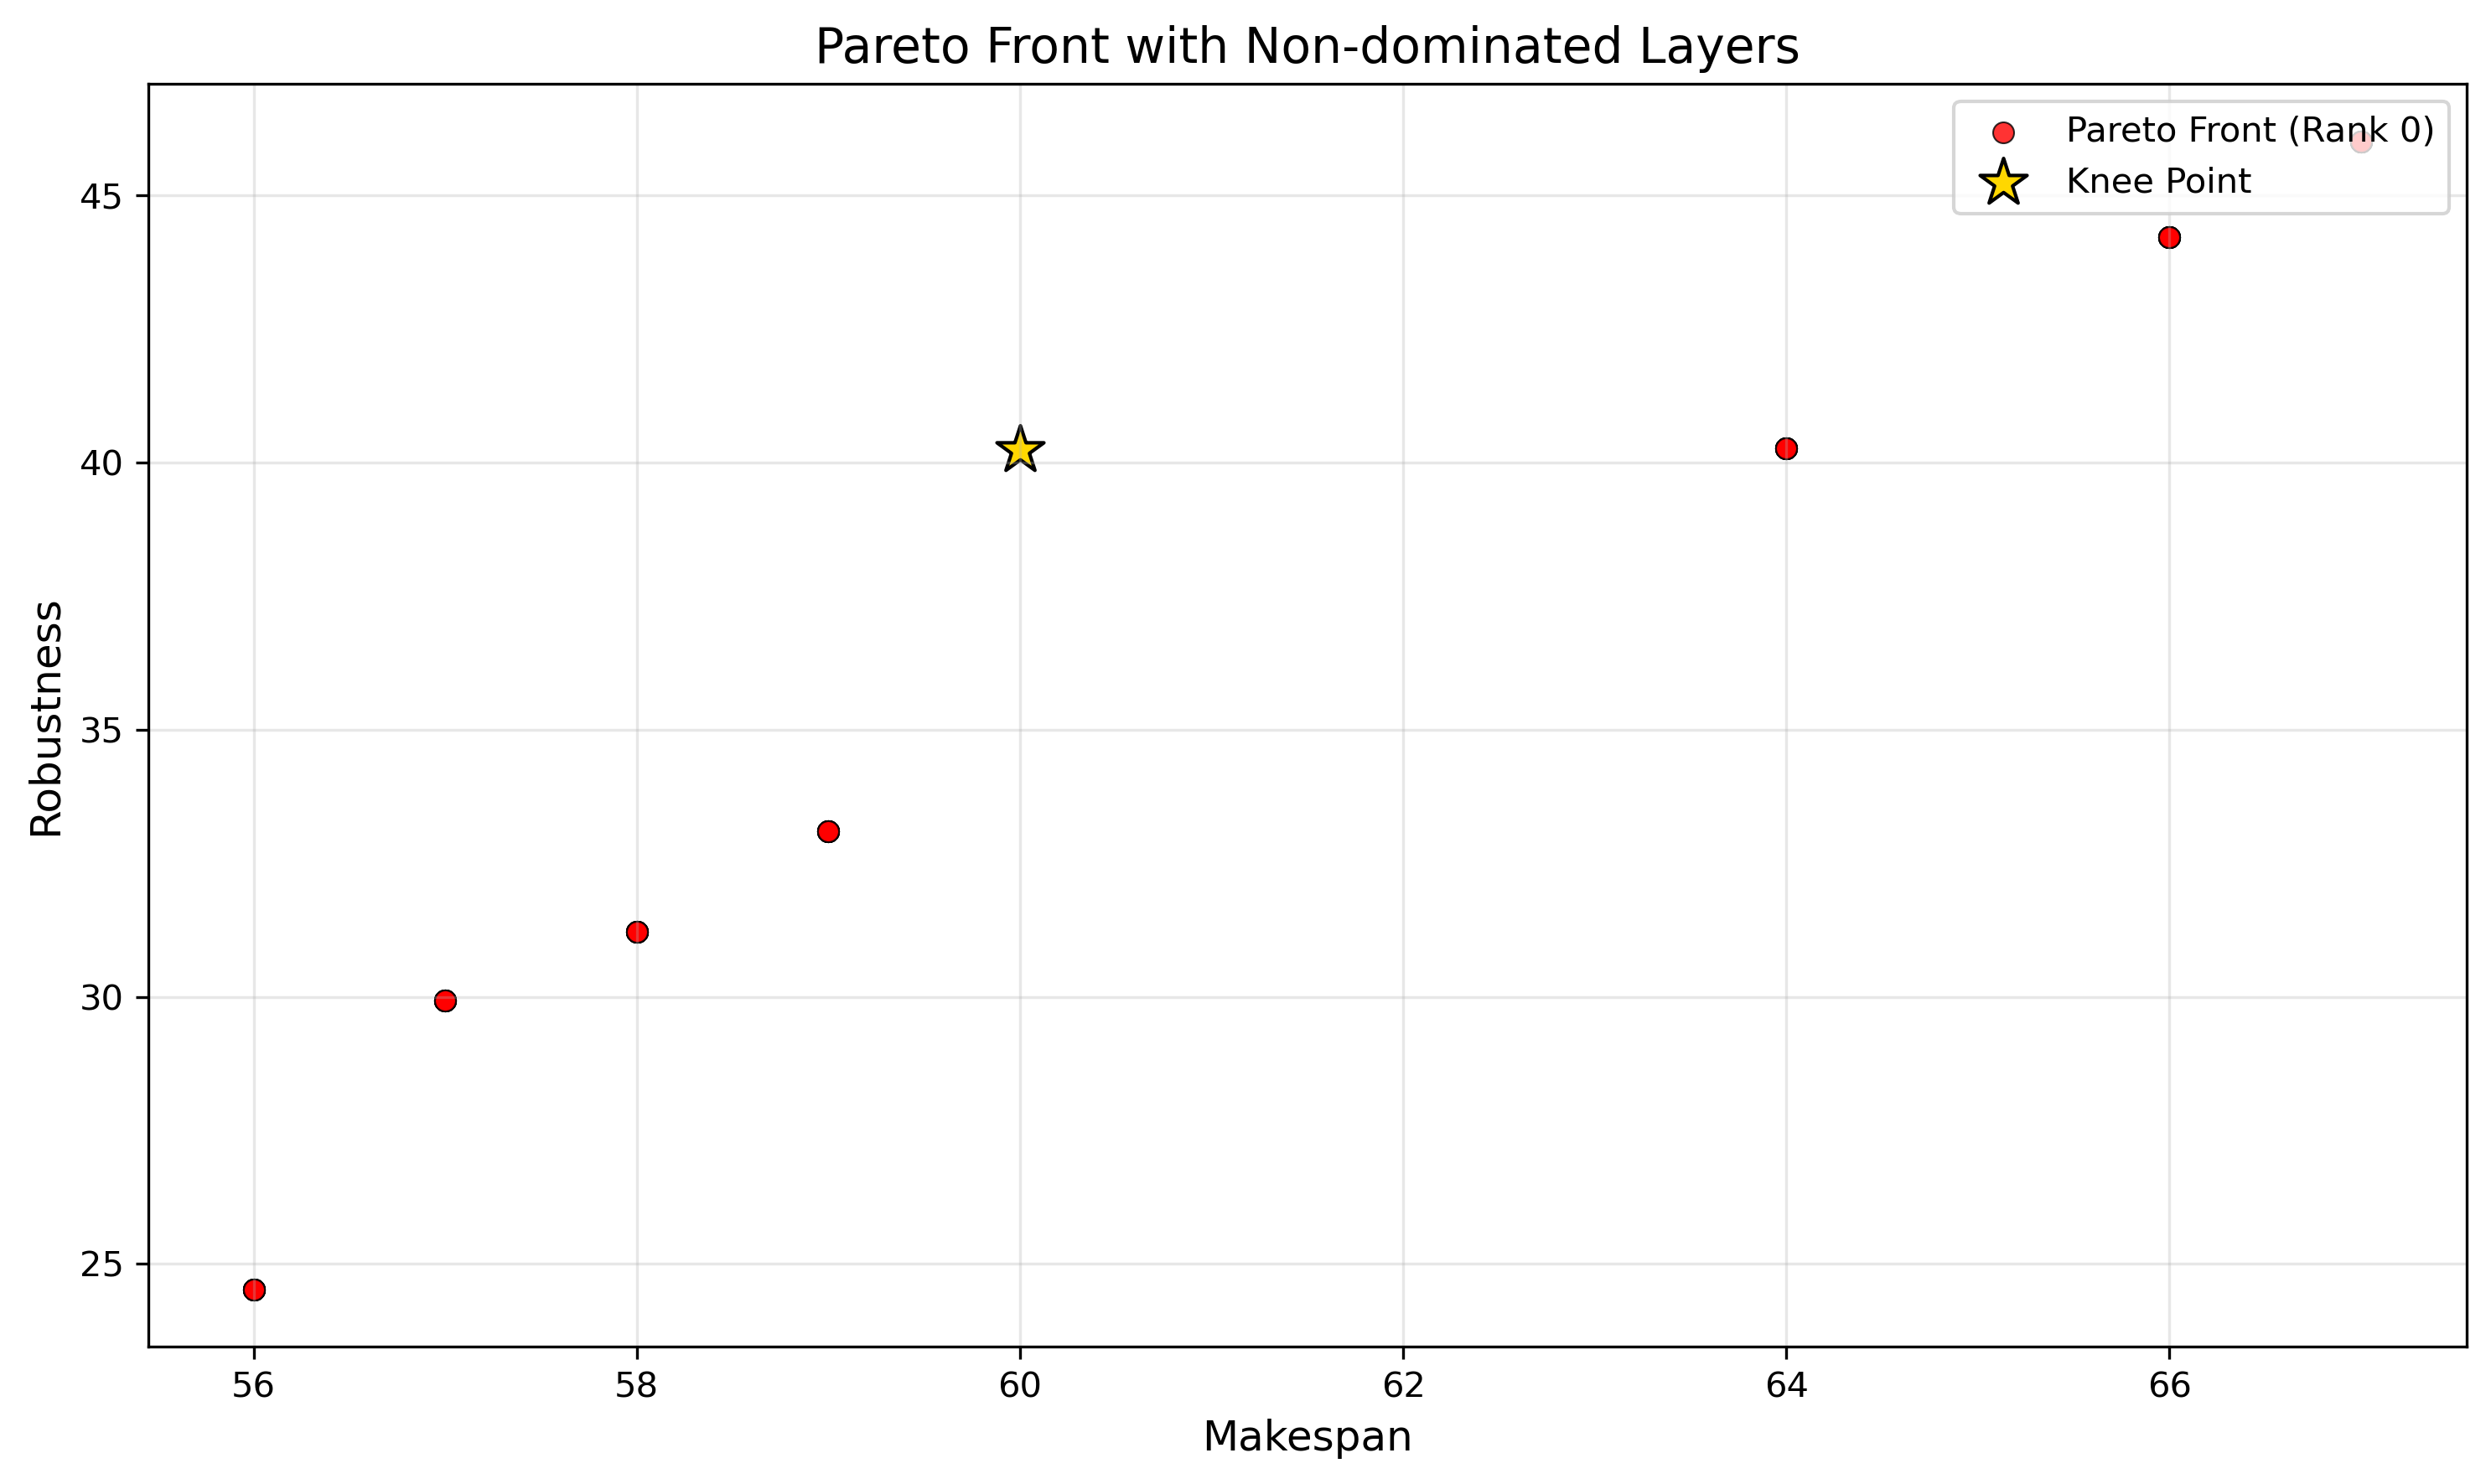 Pareto Front with Non-dominated Layers
Pareto Front (Rank 0)
Knee Point
45
40
35
30
25
Robustness
56 58 60 62 64 66
Makespan